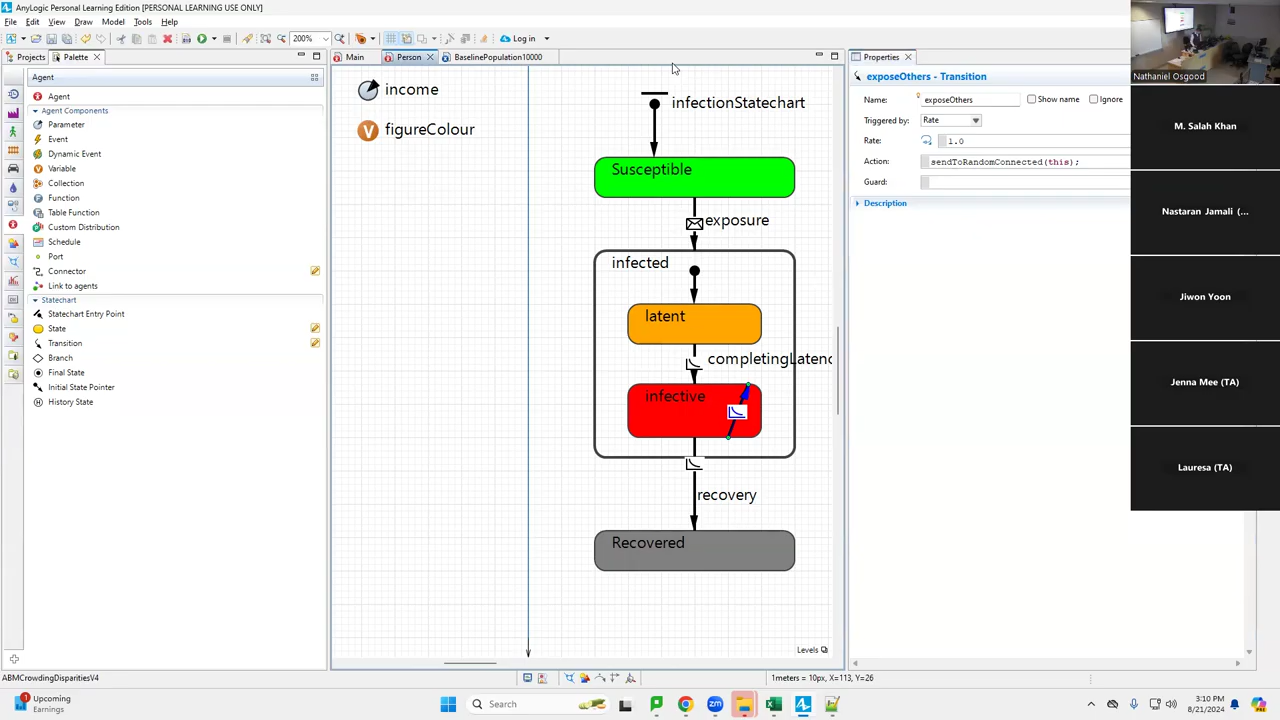 AnyLogic Personal Learning Edition [PERSONAL LEARNING USE ONLY]
File Edit View Draw Model Tools Help
200%
Log in
Projects Palette
Main Person BaselinePopulation10000
Properties
Agent
Agent
Agent Components
Parameter
Event
Dynamic Event
Variable
Collection
Function
Table Function
Custom Distribution
Schedule
Port
Connector
Link to agents
Statechart
Statechart Entry Point
State
Transition
Branch
Final State
Initial State Pointer
History State
income
V figureColour
infectionStatechart
Susceptible
exposure
infected
latent
completingLatenc
infective
recovery
Recovered
Levels
exposeOthers - Transition
Name: exposeOthers Show name Ignore
Triggered by: Rate
Rate: 1.0
Action: sendToRandomConnected(this);
Guard:
Description
Nathaniel Osgood
M. Salah Khan
Nastaran Jamali (...
Jiwon Yoon
Jenna Mee (TA)
Lauresa (TA)
ABMCrowdingDisparitiesV4
1meters = 10px, X=113, Y=26
1
Upcoming
Earnings
Search
3:10 PM
8/21/2024